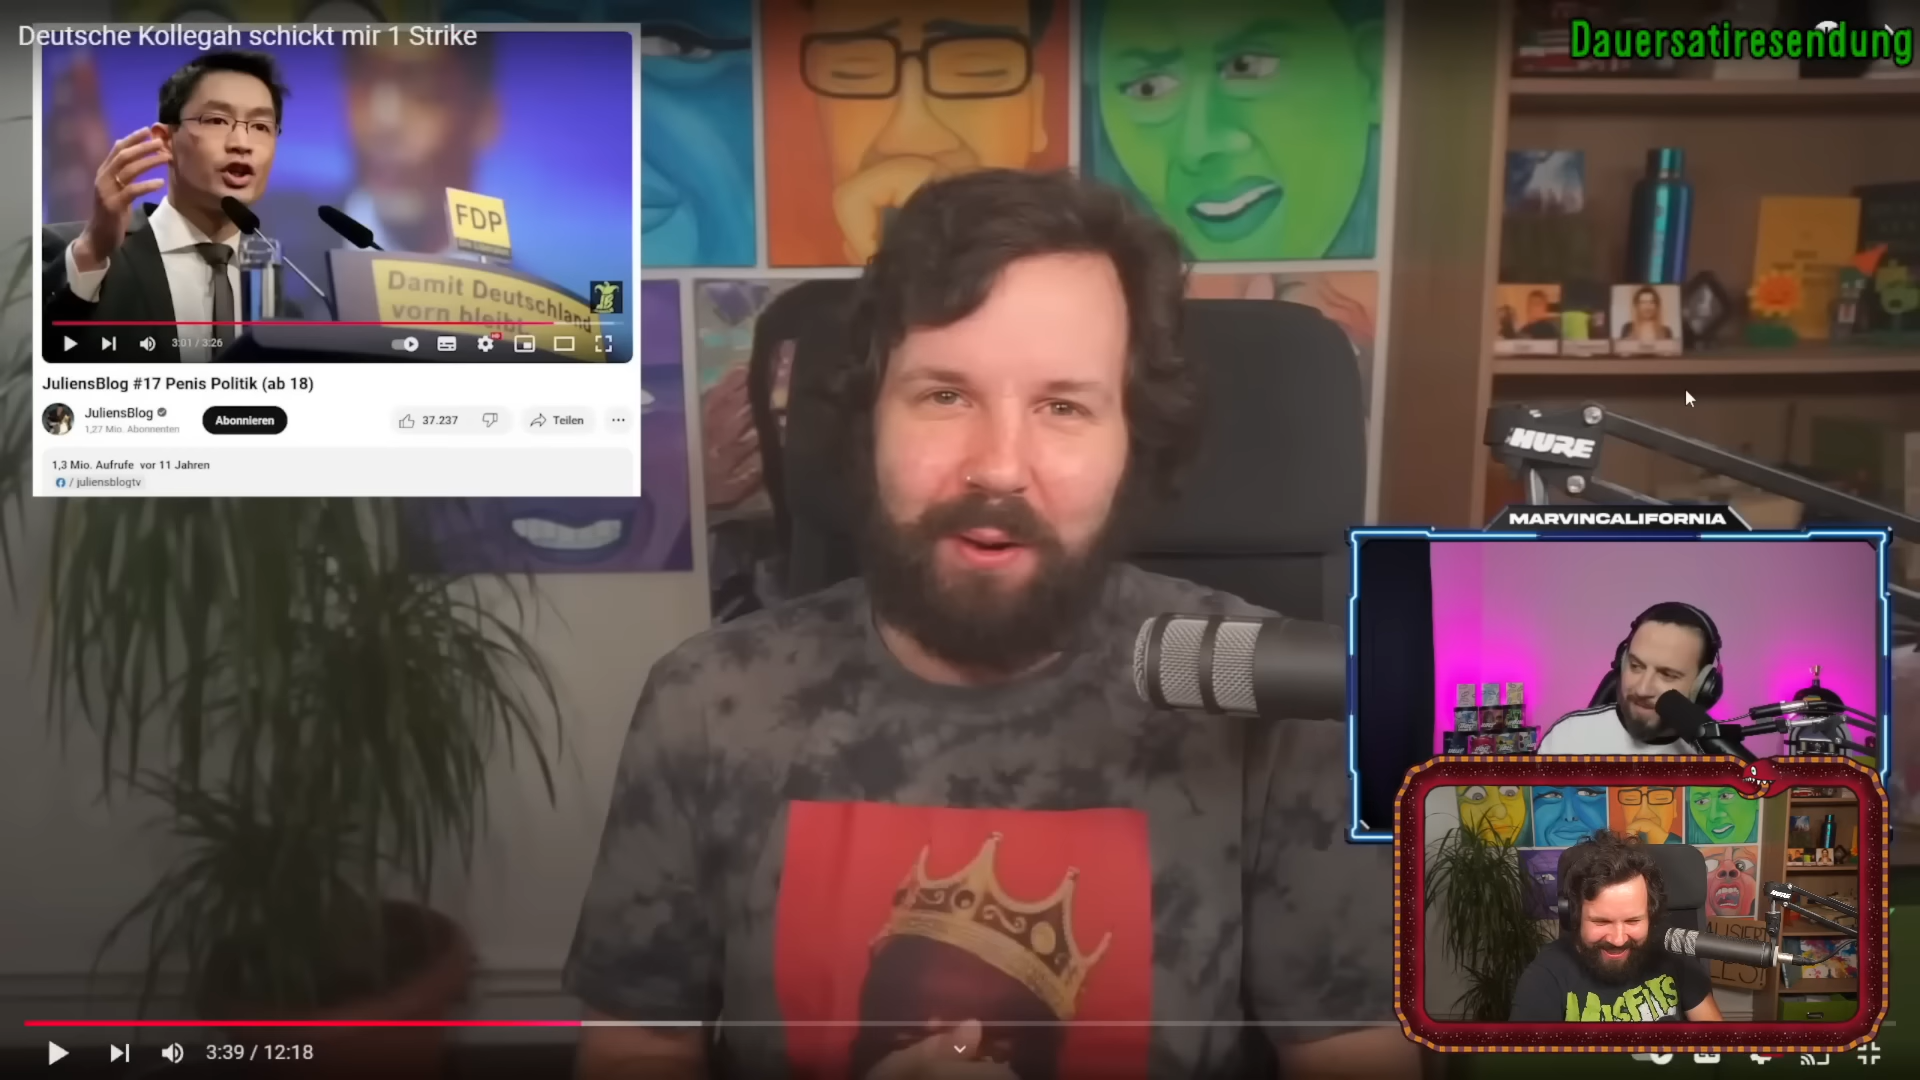 Deutsche Kollegah schickt mir 1 Strike
Dauersatiresendung
FDP
Damit Deutschland
vorn bleibt
3:01 / 3:26
JuliensBlog #17 Penis Politik (ab 18)
JuliensBlog
1,27 Mio. Abonnenten
Abonnieren
37.237
Teilen
1,3 Mio. Aufrufe vor 11 Jahren
/ juliensblogtv
SHURE
MARVINCALIFORNIA
MISFITS
3:39 / 12:18